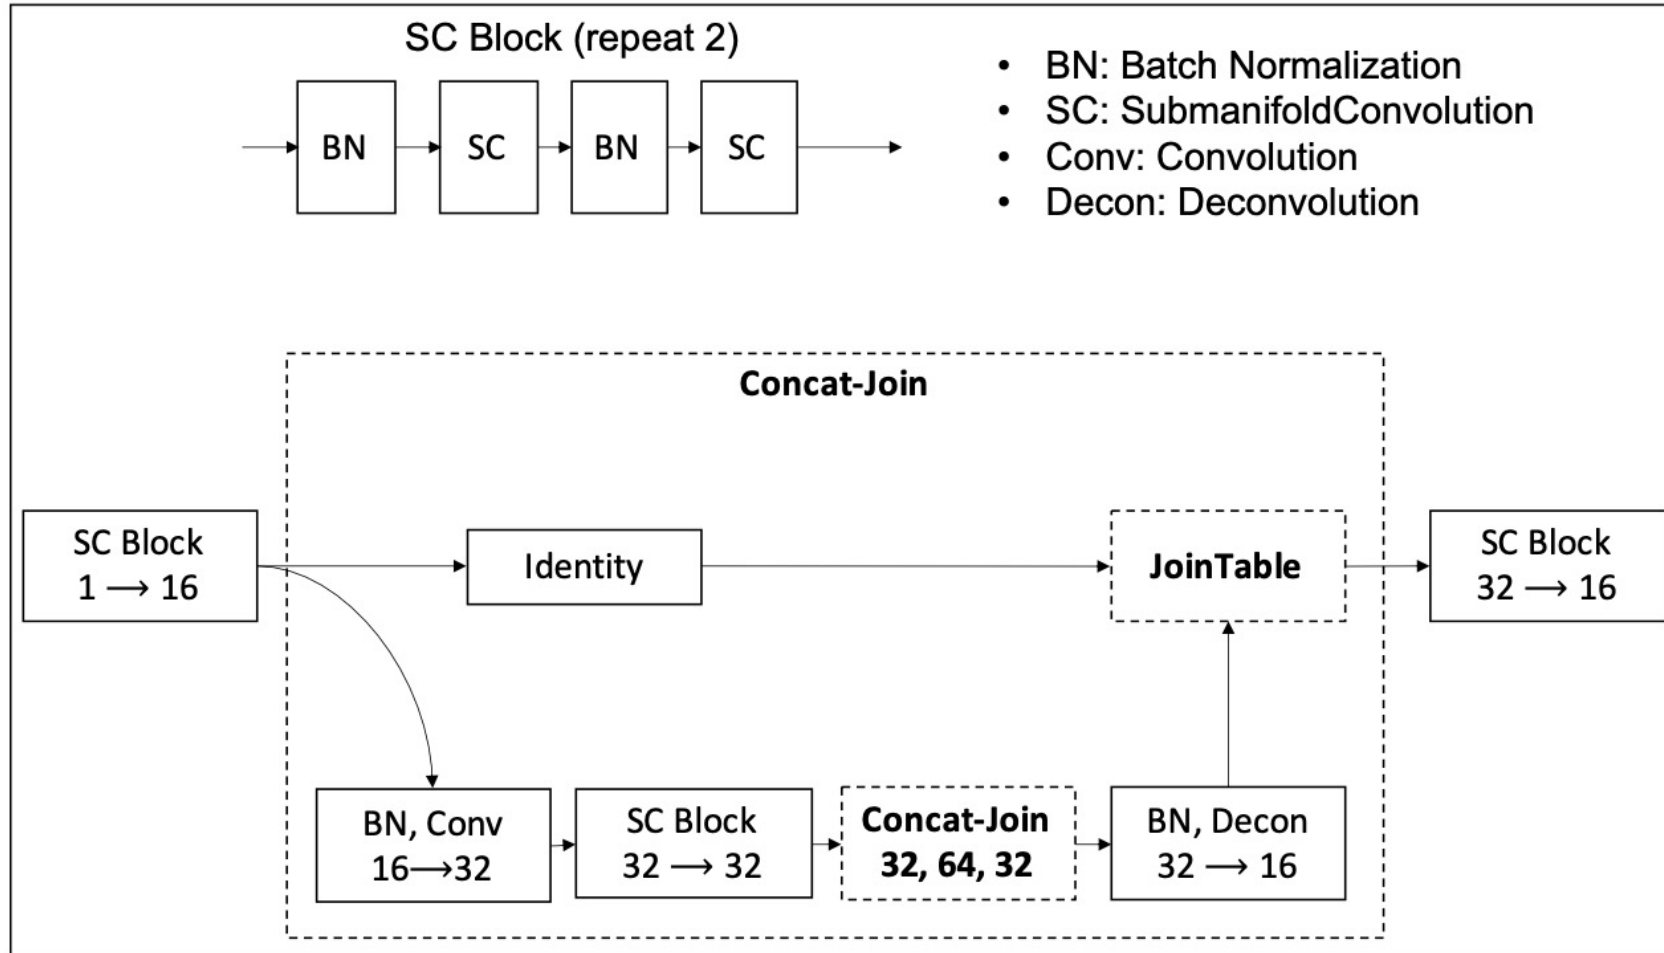 SC Block (repeat 2)
BN
SC
BN
SC
• BN: Batch Normalization
• SC: SubmanifoldConvolution
• Conv: Convolution
• Decon: Deconvolution
Concat-Join
SC Block
1 ⟶ 16
Identity
JoinTable
SC Block
32 ⟶ 16
BN, Conv
16⟶32
SC Block
32 ⟶ 32
Concat-Join
32, 64, 32
BN, Decon
32 ⟶ 16